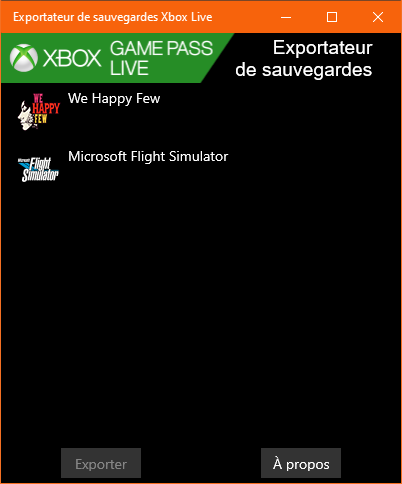 Exportateur de sauvegardes Xbox Live
XBOX
GAME PASS
LIVE
Exportateur
de sauvegardes
WE
HAPPY
FEW
We Happy Few
Microsoft
Flight
Simulator
Microsoft Flight Simulator
Exporter
À propos